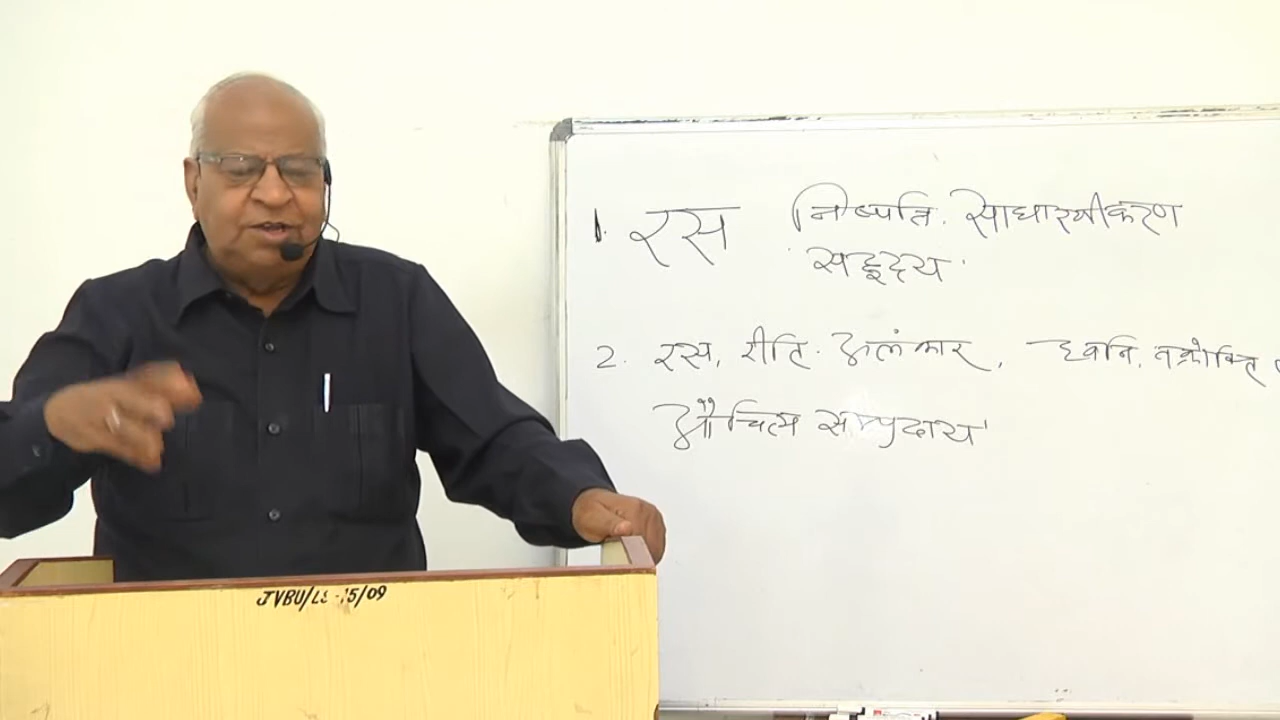 1. रस निष्पति. साधारणीकरण
सहृदय
2. रस, रीति. अलंकार, ध्वनि, वक्रोक्ति
औचित्य सम्प्रदाय
JVBU/LS-15/09